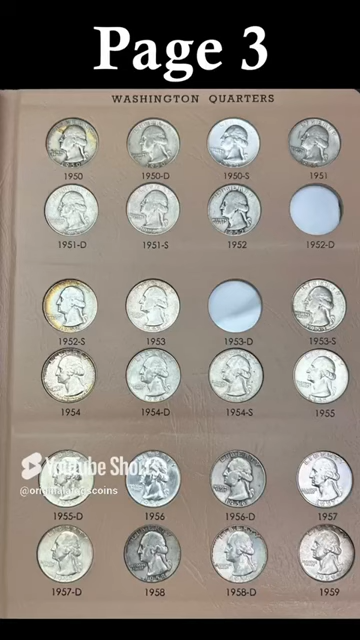 Page 3
WASHINGTON QUARTERS
1950 1950-D 1950-S 1951
1951-D 1951-S 1952 1952-D
1952-S 1953 1953-D 1953-S
1954 1954-D 1954-S 1955
YouTube Shorts
@originalalaskacoins
1955-D 1956 1956-D 1957
1957-D 1958 1958-D 1959